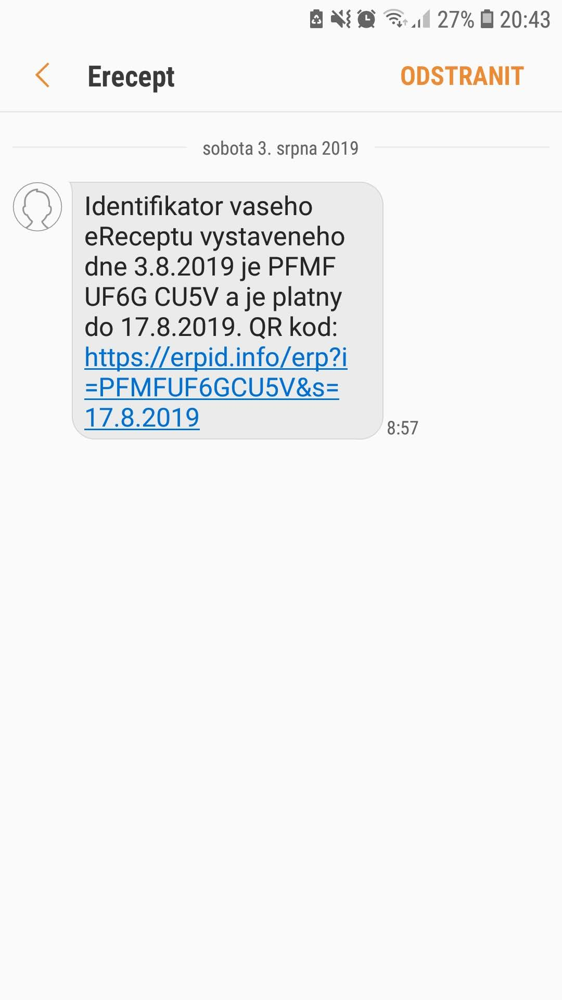 27% 20:43
Erecept
ODSTRANIT
sobota 3. srpna 2019
Identifikator vaseho
eReceptu vystaveneho
dne 3.8.2019 je PFMF
UF6G CU5V a je platny
do 17.8.2019. QR kod:
https://erpid.info/erp?i
=PFMFUF6GCU5V&s=
17.8.2019
8:57